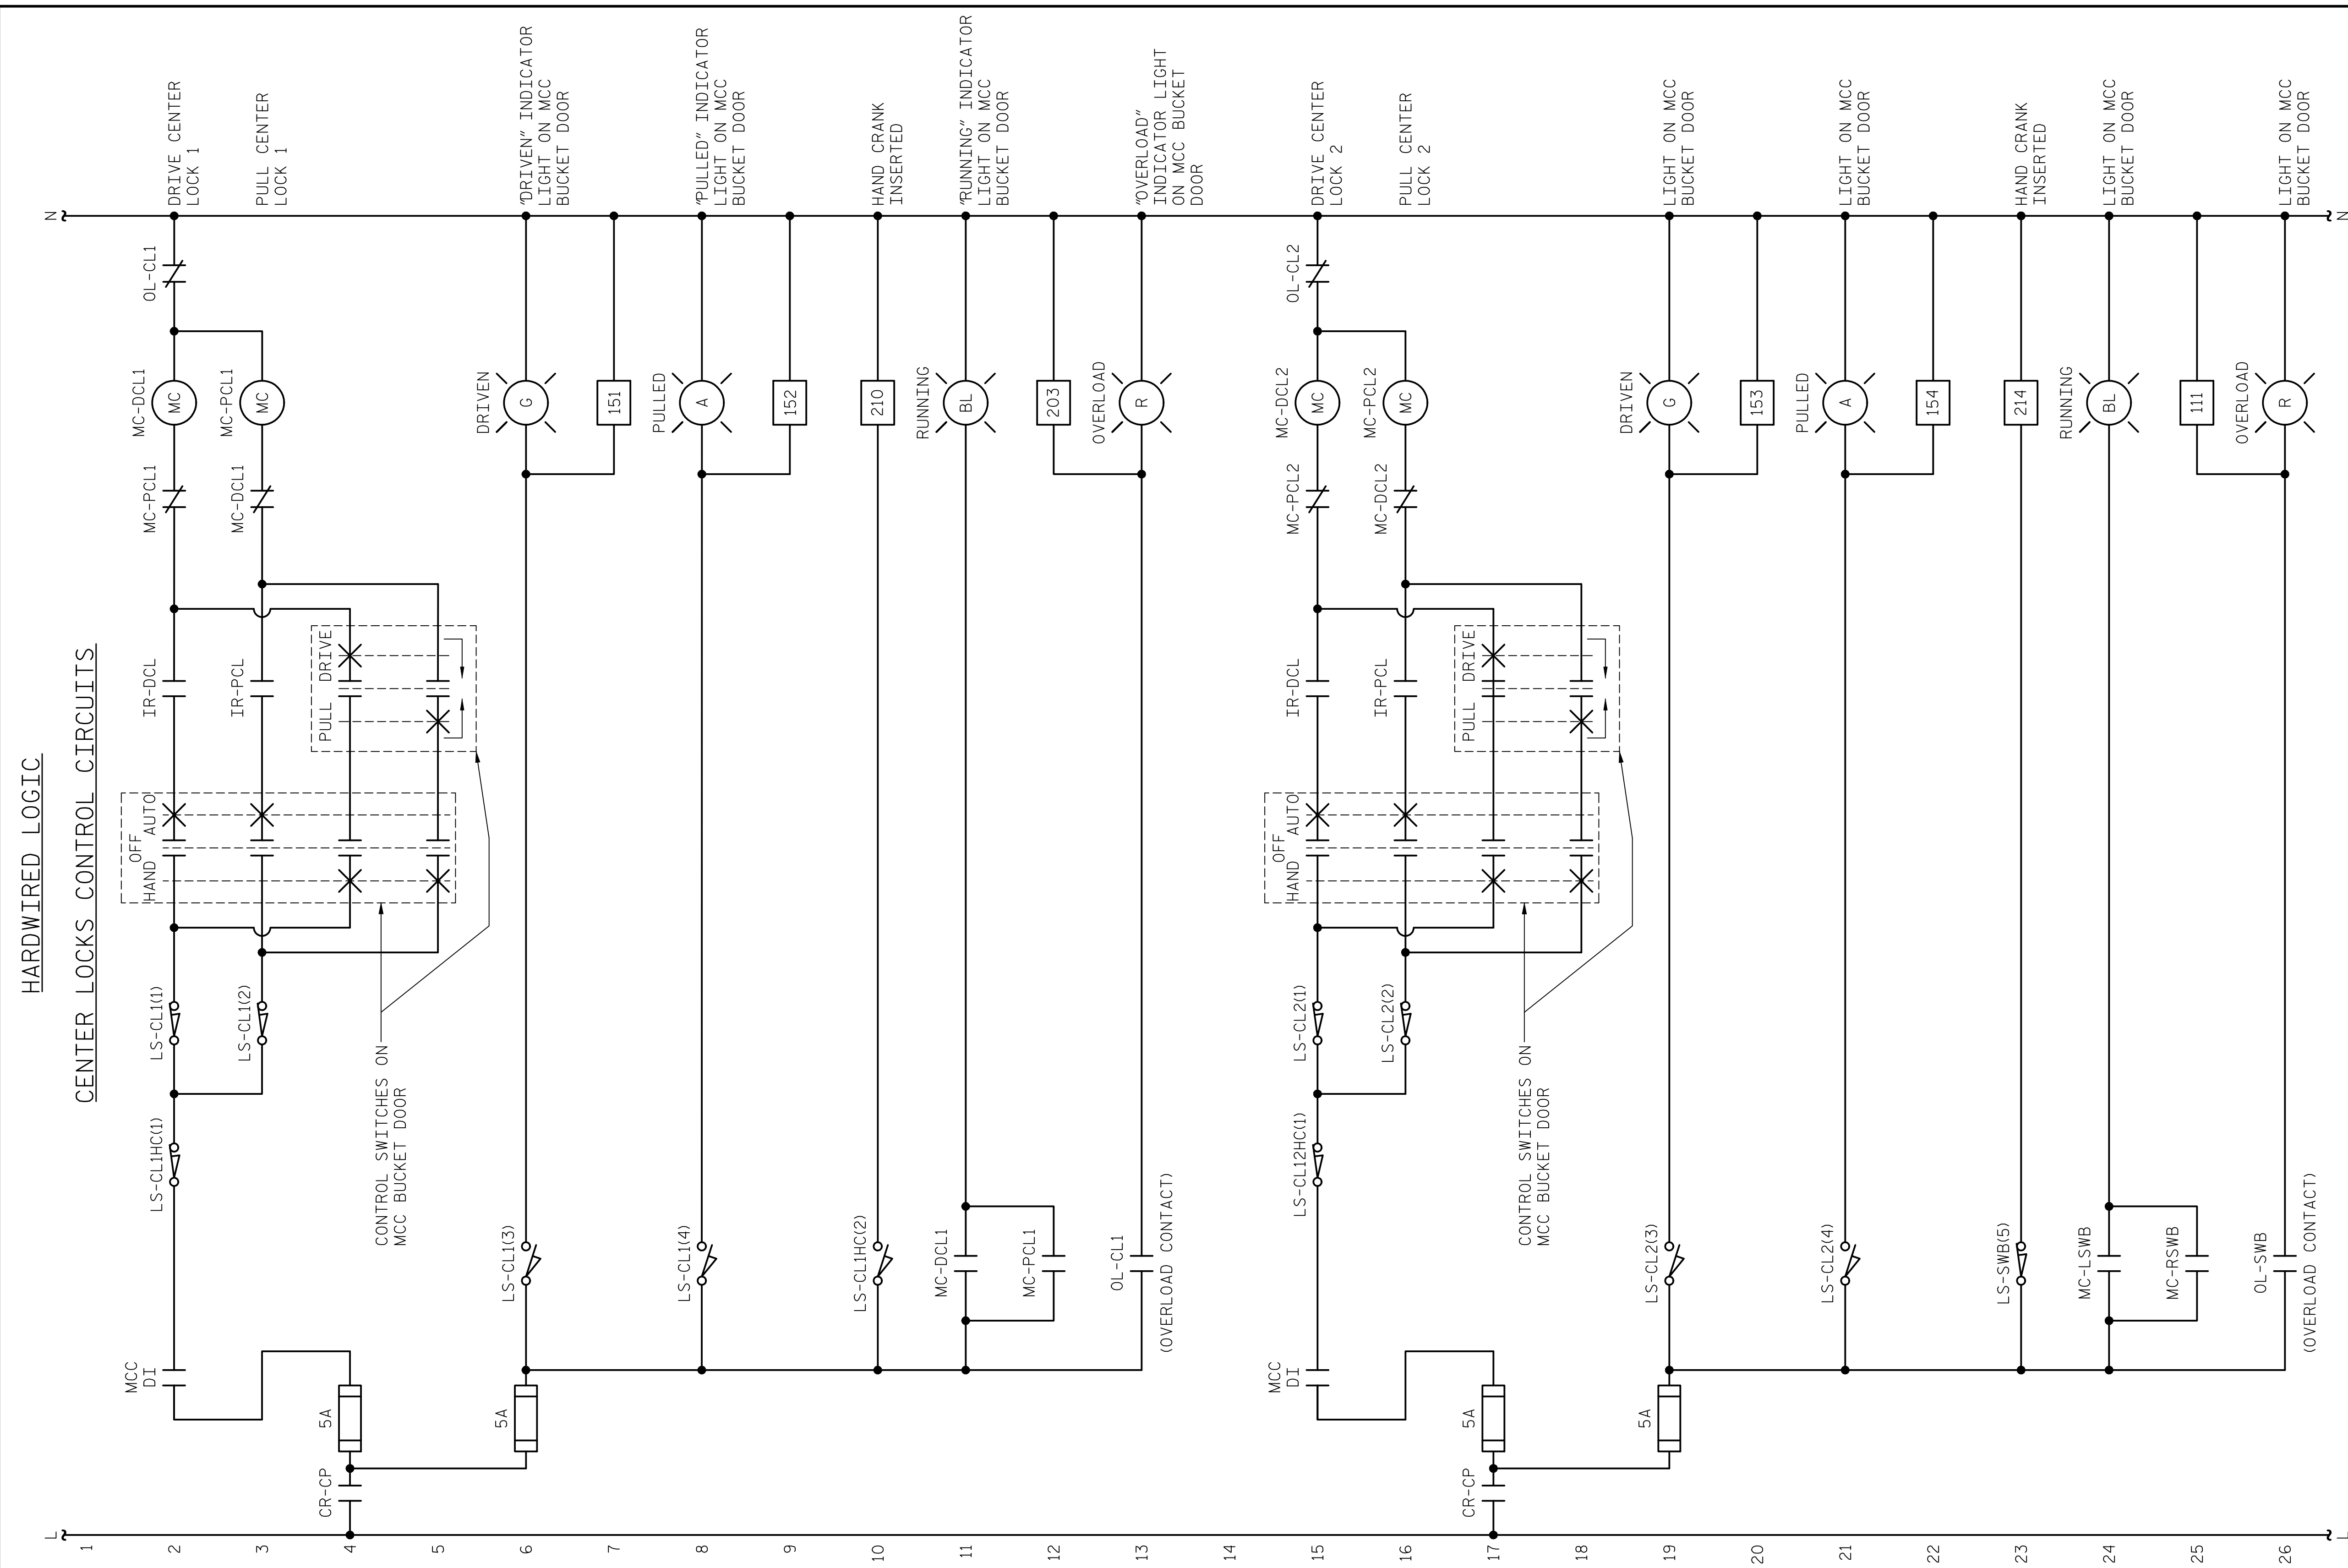 HARDWIRED LOGIC
CENTER LOCKS CONTROL CIRCUITS
L
N
1
2
MCC
DI
LS-CL1HC(1)
LS-CL1(1)
HAND
OFF
AUTO
IR-DCL
MC-PCL1
MC-DCL1
MC
OL-CL1
DRIVE CENTER
LOCK 1
3
LS-CL1(2)
IR-PCL
MC-DCL1
MC-PCL1
MC
PULL CENTER
LOCK 1
4
CR-CP
5A
PULL
DRIVE
5
CONTROL SWITCHES ON
MCC BUCKET DOOR
6
5A
LS-CL1(3)
DRIVEN
G
"DRIVEN" INDICATOR
LIGHT ON MCC
BUCKET DOOR
7
151
8
LS-CL1(4)
PULLED
A
"PULLED" INDICATOR
LIGHT ON MCC
BUCKET DOOR
9
152
10
LS-CL1HC(2)
210
HAND CRANK
INSERTED
11
MC-DCL1
RUNNING
BL
"RUNNING" INDICATOR
LIGHT ON MCC
BUCKET DOOR
12
MC-PCL1
203
13
OL-CL1
(OVERLOAD CONTACT)
OVERLOAD
R
"OVERLOAD"
INDICATOR LIGHT
ON MCC BUCKET
DOOR
14
15
MCC
DI
LS-CL12HC(1)
LS-CL2(1)
HAND
OFF
AUTO
IR-DCL
MC-PCL2
MC-DCL2
MC
OL-CL2
DRIVE CENTER
LOCK 2
16
LS-CL2(2)
IR-PCL
MC-DCL2
MC-PCL2
MC
PULL CENTER
LOCK 2
17
CR-CP
5A
PULL
DRIVE
18
CONTROL SWITCHES ON
MCC BUCKET DOOR
19
5A
LS-CL2(3)
DRIVEN
G
LIGHT ON MCC
BUCKET DOOR
20
153
21
LS-CL2(4)
PULLED
A
LIGHT ON MCC
BUCKET DOOR
22
154
23
LS-SWB(5)
214
HAND CRANK
INSERTED
24
MC-LSWB
RUNNING
BL
LIGHT ON MCC
BUCKET DOOR
25
MC-RSWB
111
26
OL-SWB
(OVERLOAD CONTACT)
OVERLOAD
R
LIGHT ON MCC
BUCKET DOOR
L
N